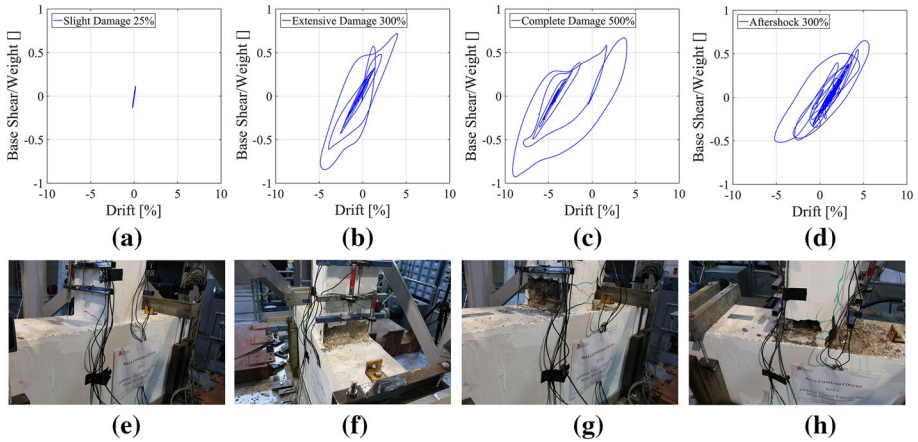 Slight Damage 25%
1
0.5
0
-0.5
-1
-10
-5
0
5
10
Base Shear/Weight []
Drift [%]
(a)
Extensive Damage 300%
1
0.5
0
-0.5
-1
-10
-5
0
5
10
Base Shear/Weight []
Drift [%]
(b)
Complete Damage 500%
1
0.5
0
-0.5
-1
-10
-5
0
5
10
Base Shear/Weight []
Drift [%]
(c)
Aftershock 300%
1
0.5
0
-0.5
-1
-10
-5
0
5
10
Base Shear/Weight []
Drift [%]
(d)
(e)
(f)
(g)
(h)